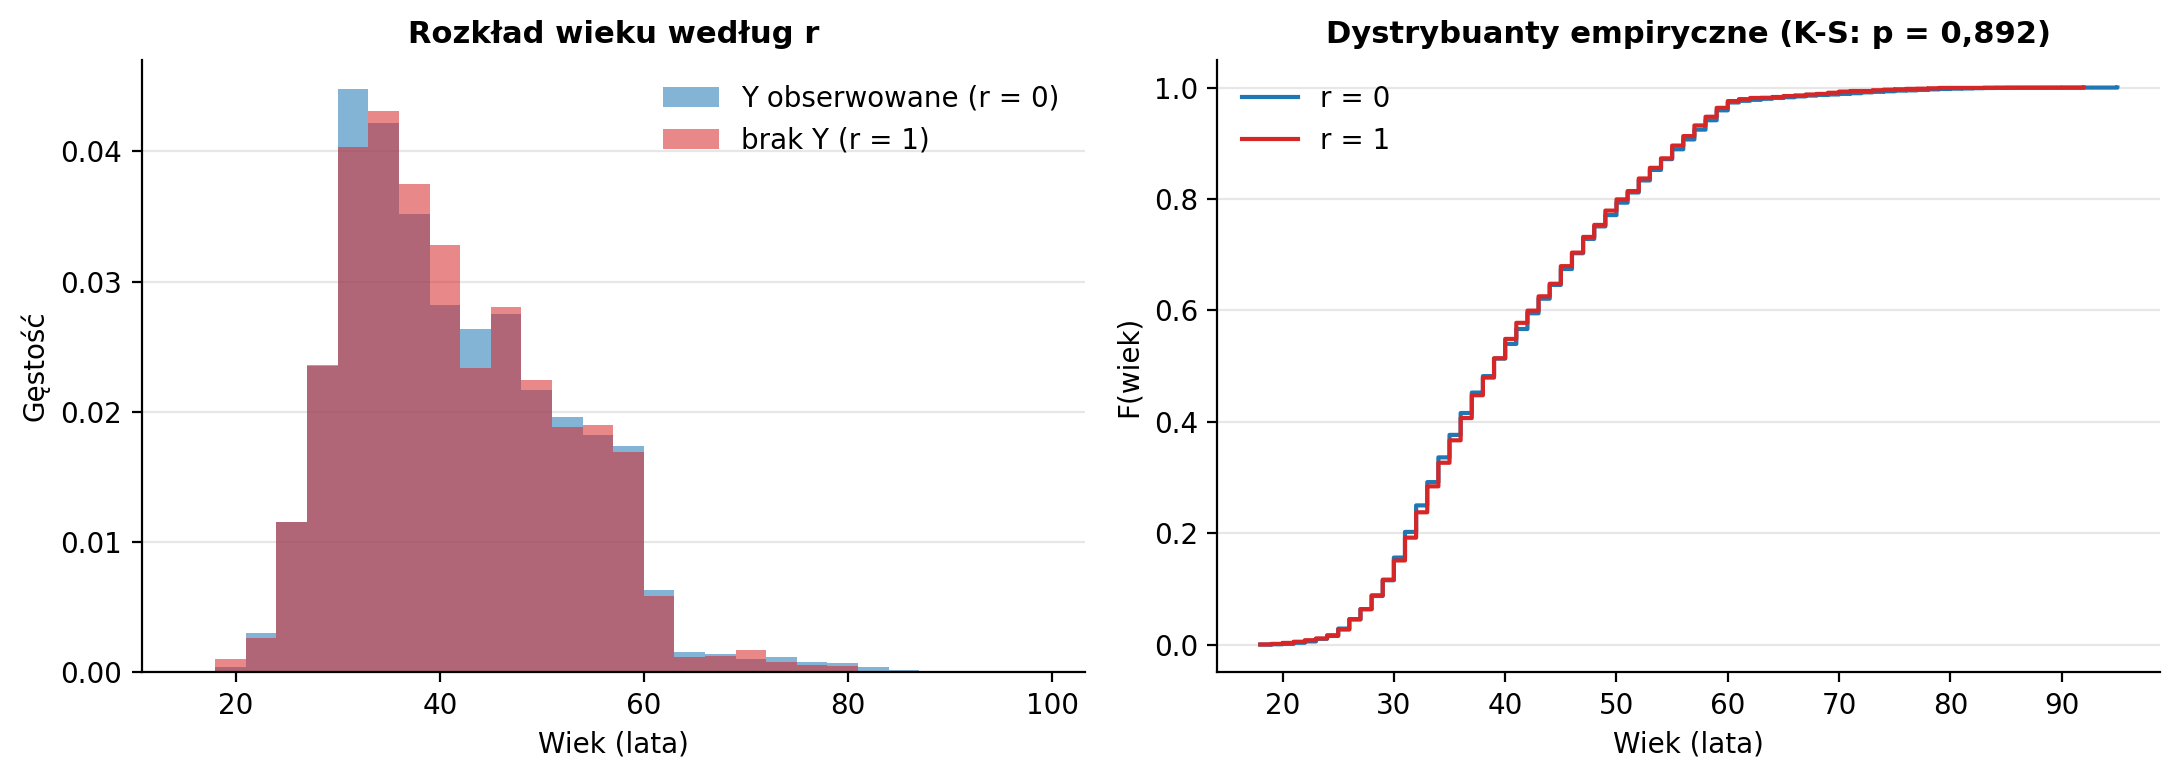 Rozkład wieku według r
Y obserwowane (r = 0)
brak Y (r = 1)
0.04
0.03
0.02
0.01
0.00
Gęstość
20 40 60 80 100
Wiek (lata)
Dystrybuanty empiryczne (K-S: p = 0,892)
r = 0
r = 1
1.0
0.8
0.6
0.4
0.2
0.0
F(wiek)
20 30 40 50 60 70 80 90
Wiek (lata)